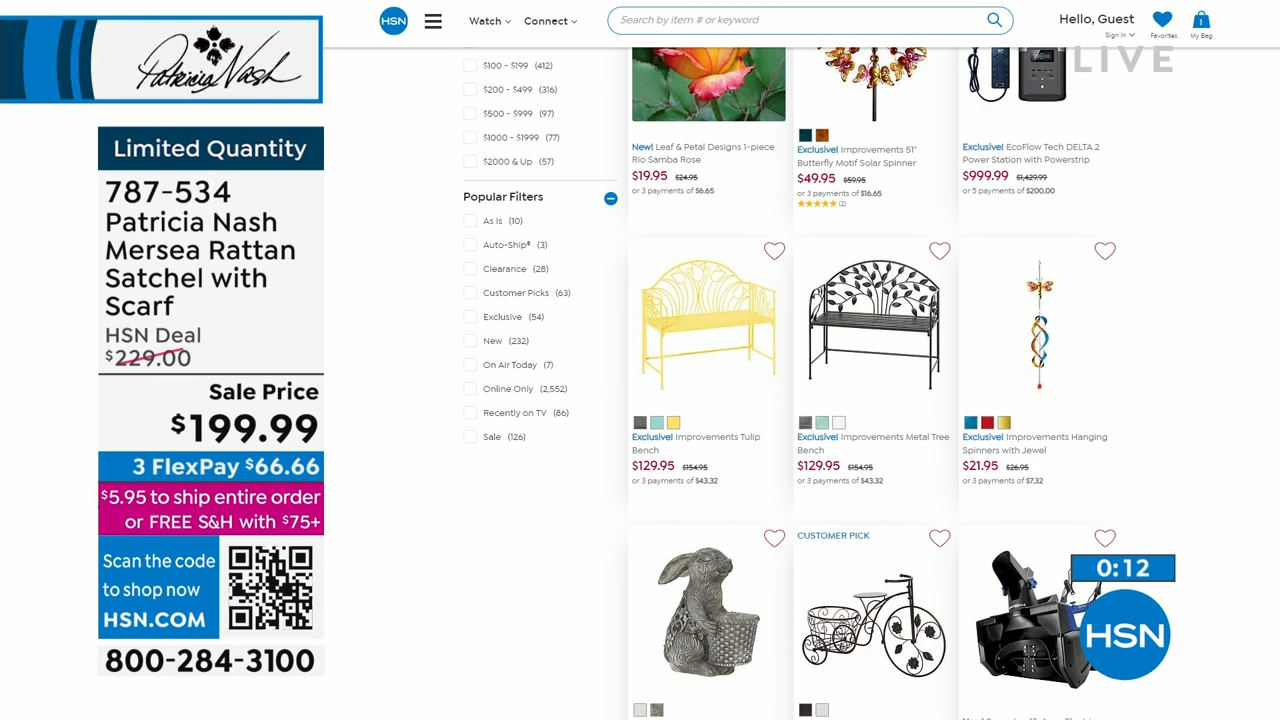 Patricia Nash
Limited Quantity
787-534
Patricia Nash
Mersea Rattan
Satchel with
Scarf
HSN Deal
$229.00
Sale Price
$199.99
3 FlexPay $66.66
$5.95 to ship entire order
or FREE S&H with $75+
Scan the code
to shop now
HSN.COM
800-284-3100
HSN
Watch
Connect
Search by item # or keyword
Hello, Guest
Sign In
Favorites
1
My Bag
LIVE
$100 - $199 (412)
$200 - $499 (316)
$500 - $999 (97)
$1000 - $1999 (77)
$2000 & Up (57)
Popular Filters
As Is (10)
Auto-Ship® (3)
Clearance (28)
Customer Picks (63)
Exclusive (54)
New (232)
On Air Today (7)
Online Only (2,552)
Recently on TV (86)
Sale (126)
New! Leaf & Petal Designs 1-piece
Rio Samba Rose
$19.95 $24.95
or 3 payments of $6.65
Exclusive! Improvements 51"
Butterfly Motif Solar Spinner
$49.95 $59.95
or 3 payments of $16.65
(2)
Exclusive! EcoFlow Tech DELTA 2
Power Station with Powerstrip
$999.99 $1,429.99
or 5 payments of $200.00
Exclusive! Improvements Tulip
Bench
$129.95 $154.95
or 3 payments of $43.32
Exclusive! Improvements Metal Tree
Bench
$129.95 $154.95
or 3 payments of $43.32
Exclusive! Improvements Hanging
Spinners with Jewel
$21.95 $26.95
or 3 payments of $7.32
CUSTOMER PICK
0:12
HSN